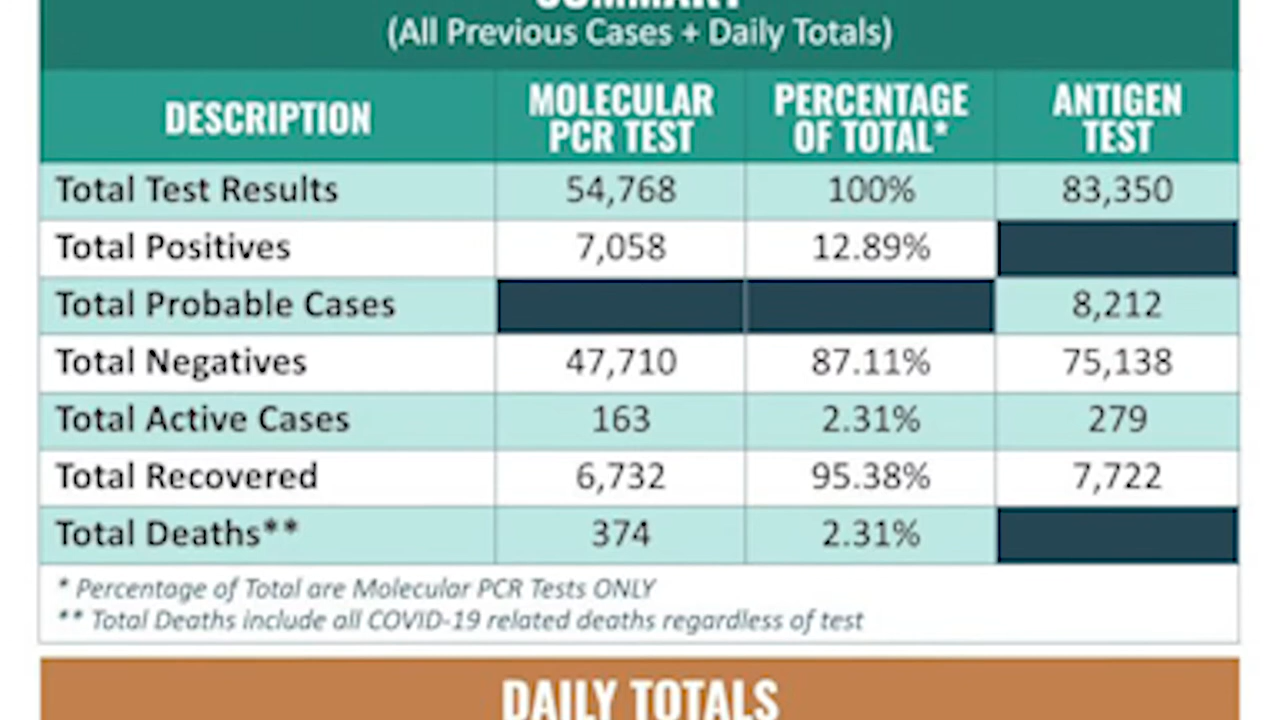 SUMMARY
(All Previous Cases + Daily Totals)
DESCRIPTION MOLECULAR PCR TEST PERCENTAGE OF TOTAL* ANTIGEN TEST
Total Test Results 54,768 100% 83,350
Total Positives 7,058 12.89%
Total Probable Cases 8,212
Total Negatives 47,710 87.11% 75,138
Total Active Cases 163 2.31% 279
Total Recovered 6,732 95.38% 7,722
Total Deaths** 374 2.31%
* Percentage of Total are Molecular PCR Tests ONLY
** Total Deaths include all COVID-19 related deaths regardless of test
DAILY TOTALS